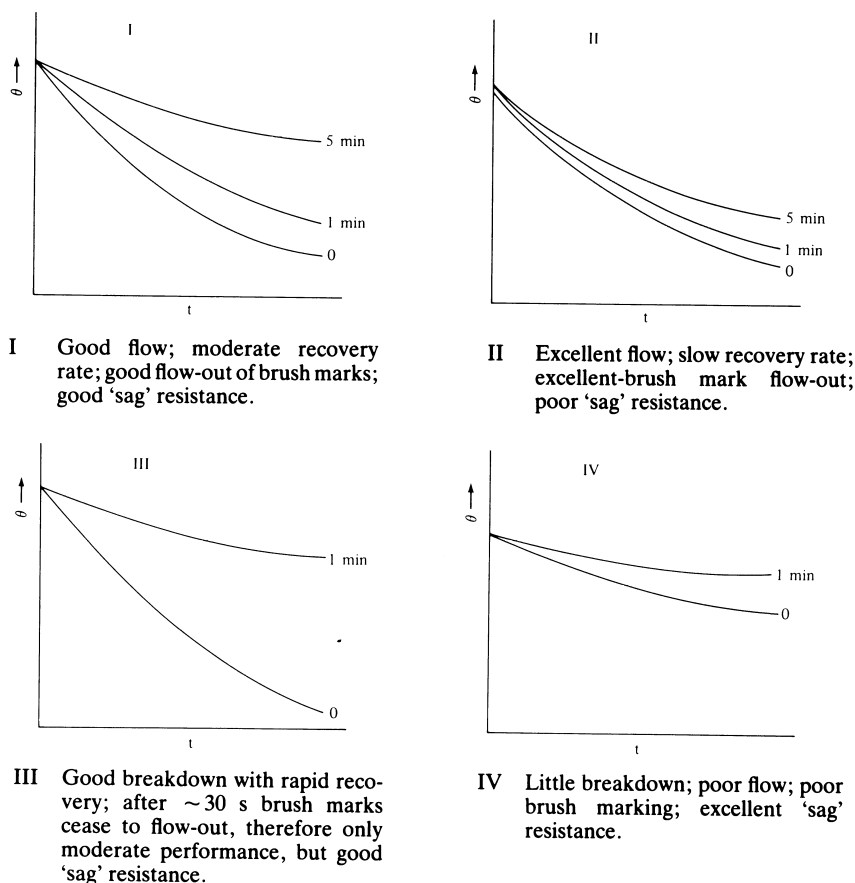 I
θ
5 min
1 min
0
t
I Good flow; moderate recovery
rate; good flow-out of brush marks;
good ‘sag’ resistance.
II
θ
5 min
1 min
0
t
II Excellent flow; slow recovery rate;
excellent-brush mark flow-out;
poor ‘sag’ resistance.
III
θ
1 min
0
t
III Good breakdown with rapid reco-
very; after ~30 s brush marks
cease to flow-out, therefore only
moderate performance, but good
‘sag’ resistance.
IV
θ
1 min
0
t
IV Little breakdown; poor flow; poor
brush marking; excellent ‘sag’
resistance.